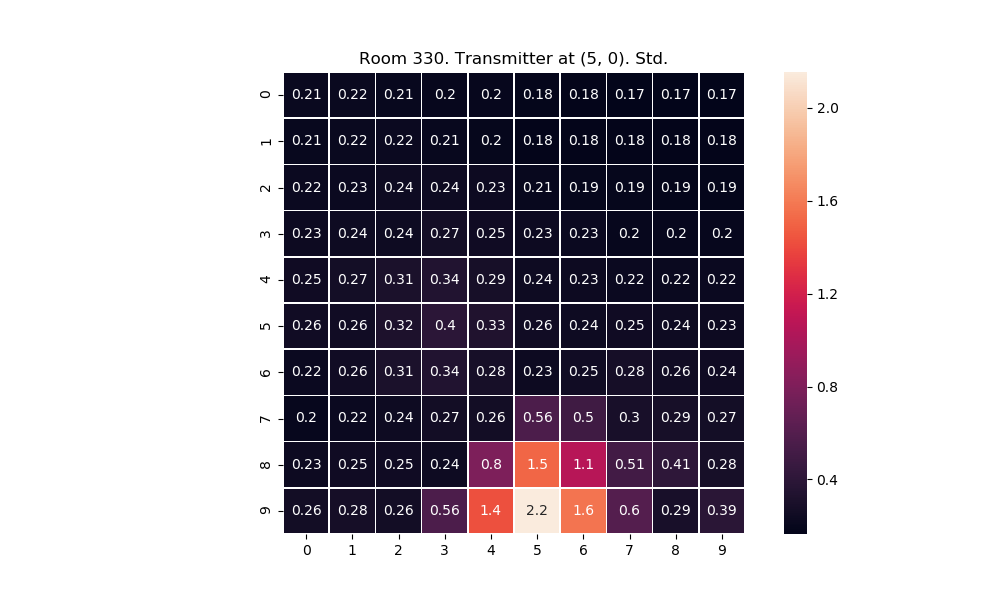 Room 330. Transmitter at (5, 0). Std.
0 0.21 0.22 0.21 0.2 0.2 0.18 0.18 0.17 0.17 0.17
1 0.21 0.22 0.22 0.21 0.2 0.18 0.18 0.18 0.18 0.18
2 0.22 0.23 0.24 0.24 0.23 0.21 0.19 0.19 0.19 0.19
3 0.23 0.24 0.24 0.27 0.25 0.23 0.23 0.2 0.2 0.2
4 0.25 0.27 0.31 0.34 0.29 0.24 0.23 0.22 0.22 0.22
5 0.26 0.26 0.32 0.4 0.33 0.26 0.24 0.25 0.24 0.23
6 0.22 0.26 0.31 0.34 0.28 0.23 0.25 0.28 0.26 0.24
7 0.2 0.22 0.24 0.27 0.26 0.56 0.5 0.3 0.29 0.27
8 0.23 0.25 0.25 0.24 0.8 1.5 1.1 0.51 0.41 0.28
9 0.26 0.28 0.26 0.56 1.4 2.2 1.6 0.6 0.29 0.39
0 1 2 3 4 5 6 7 8 9
2.0
1.6
1.2
0.8
0.4